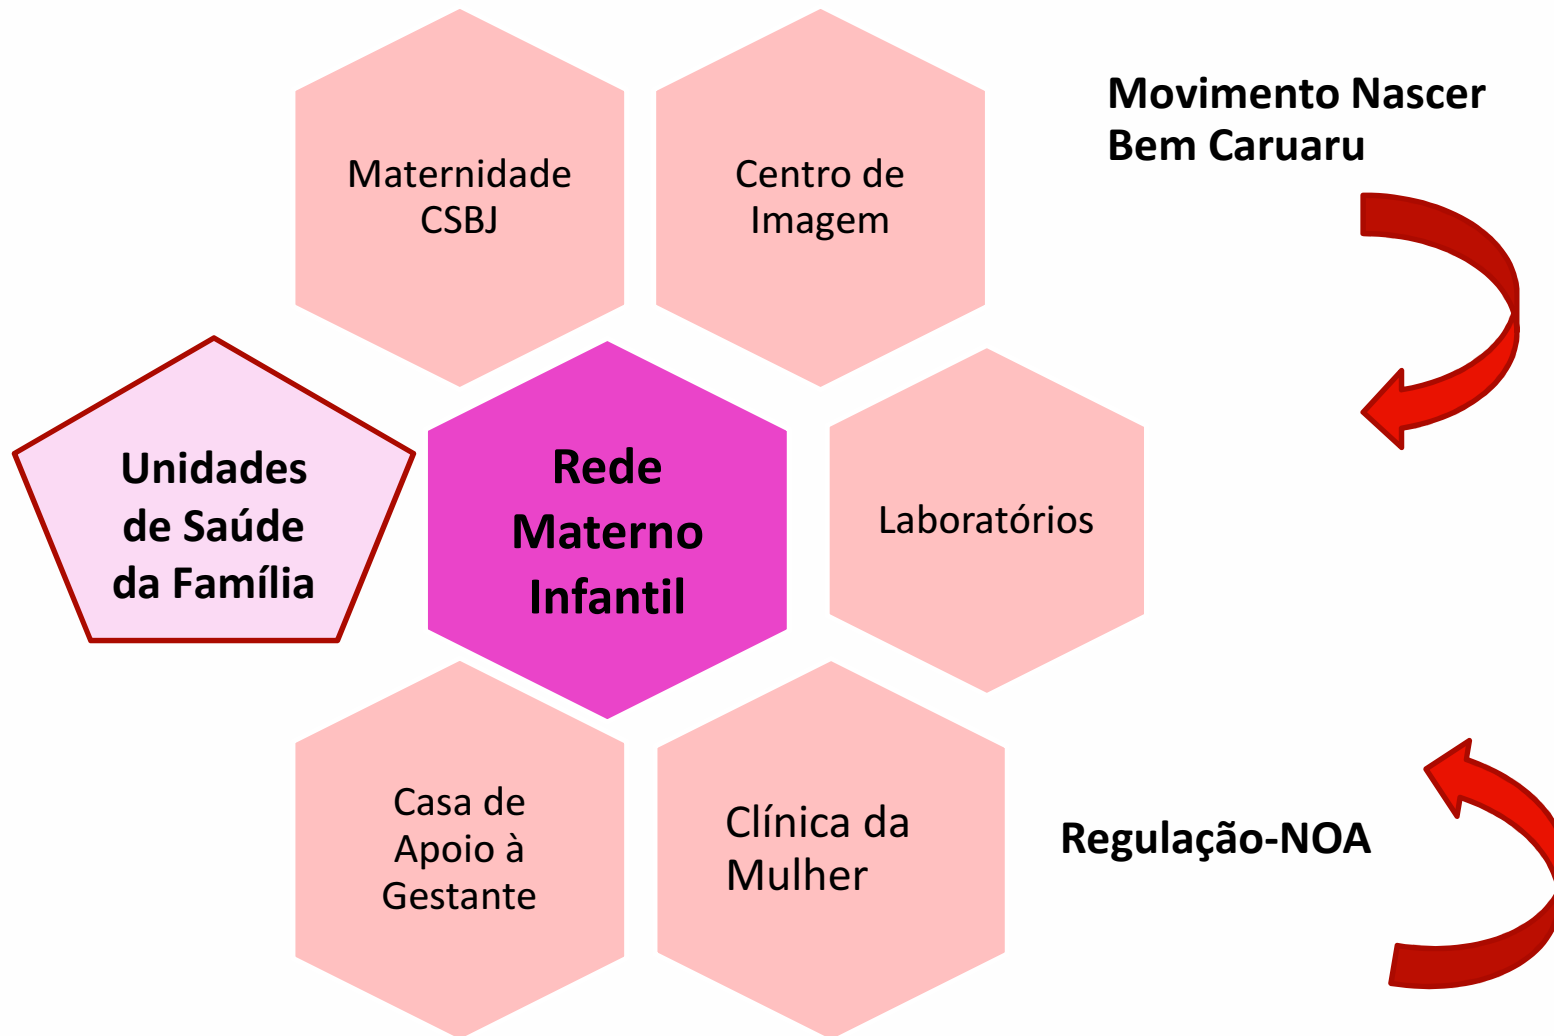 Maternidade
CSBJ
Centro de
Imagem
Movimento Nascer
Bem Caruaru
Unidades
de Saúde
da Família
Rede
Materno
Infantil
Laboratórios
Casa de
Apoio à
Gestante
Clínica da
Mulher
Regulação-NOA